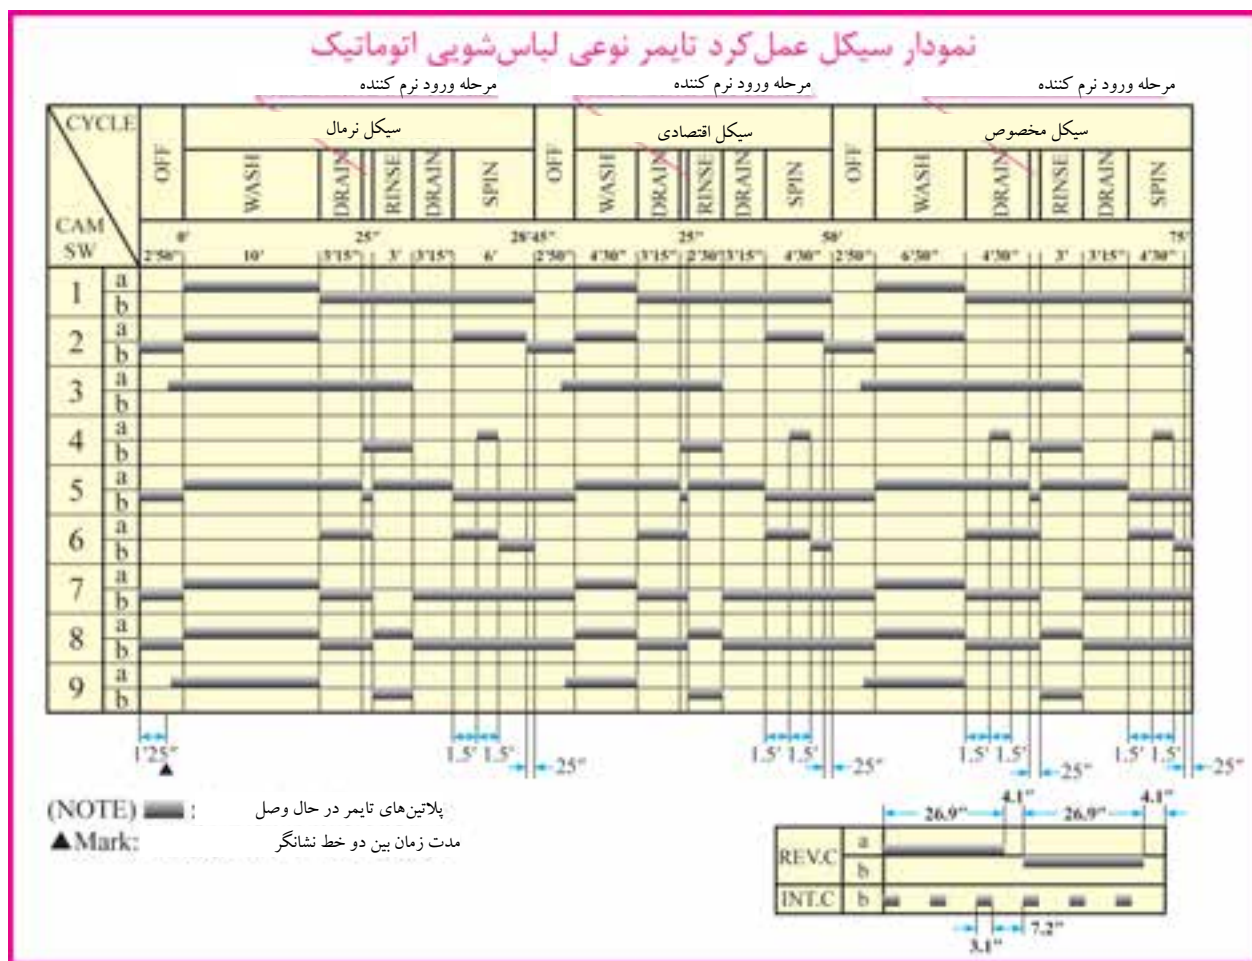 نمودار سیکل عمل‌کرد تایمر نوعی لباس‌شویی اتوماتیک
مرحله ورود نرم کننده مرحله ورود نرم کننده مرحله ورود نرم کننده
CYCLE
CAM
SW
سیکل نرمال سیکل اقتصادی سیکل مخصوص
OFF WASH DRAIN RINSE DRAIN SPIN OFF WASH DRAIN RINSE DRAIN SPIN OFF WASH DRAIN RINSE DRAIN SPIN
0' 25" 28'45" 25" 50' 75'
2'50" 10' 3'15" 3' 3'15" 6' 2'50" 4'30" 3'15" 2'30" 3'15" 4'30" 2'50" 6'30" 4'30" 3' 3'15" 4'30"
1 a
b
2 a
b
3 a
b
4 a
b
5 a
b
6 a
b
7 a
b
8 a
b
9 a
b
1'25" 1.5' 1.5' 25" 1.5' 1.5' 25" 1.5' 1.5' 25" 1.5' 1.5' 25"
(NOTE) : پلاتین‌های تایمر در حال وصل
▲Mark: مدت زمان بین دو خط نشانگر
26.9" 4.1" 26.9" 4.1"
REV.C a
b
INT.C b
3.1" 7.2"